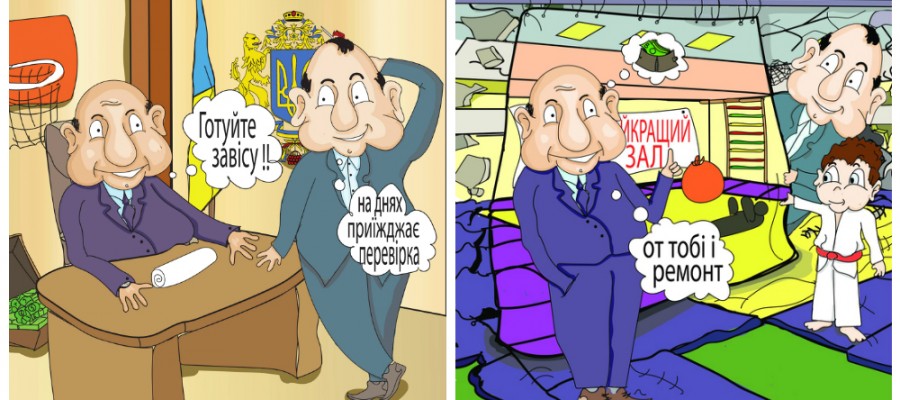 Готуйте
завісу!!
на днях
приїжджає
перевірка
ЙКРАЩИЙ
ЗАЛ
от тобі і
ремонт